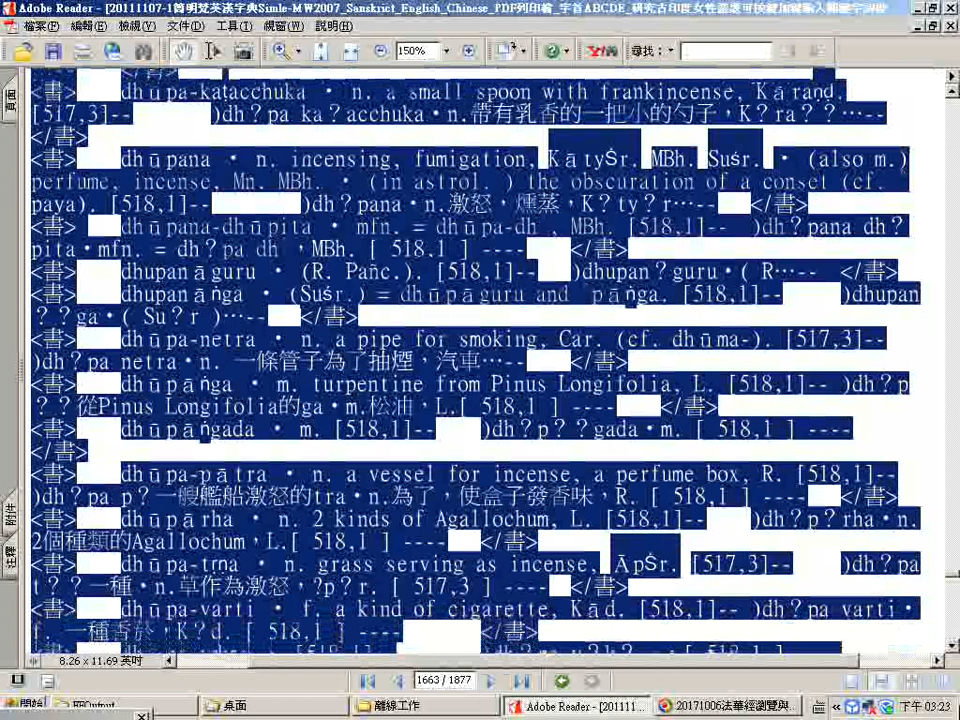 Adobe Reader - [20111107-1簡明梵英漢字典Simle-MW2007_Sanskrict_English_Chinese_PDF列印檔_字首ABCDE_研究古印度女性
檔案(F) 編輯(E) 檢視(V) 文件(D) 工具(T) 視窗(W) 說明(H)
150% 尋找:
頁面
<書> dhūpa-kaṭacchuka • n. a small spoon with frankincense, Kāraṇḍ.
[517,3]-- )dh?pa ka?acchuka•n.帶有乳香的一把小的勺子，K?ra??…--
</書>
<書> dhūpana • n. incensing, fumigation, KātyŚr. MBh. Suśr. • (also m.)
perfume, incense, Mn. MBh. • (in astrol. ) the obscuration of a conset (cf.
paya). [518,1]-- )dh?pana•n.激怒，燻蒸，K?ty?r…-- </書>
<書> dhūpana-dhūpita • mfn. = dhūpa-dh , MBh. [518,1]-- )dh?pana dh?
pita•mfn. = dh?pa dh ，MBh. [ 518,1 ] ---- </書>
<書> dhupanāguru • (R. Pañc.). [518,1]-- )dhupan?guru•( R…-- </書>
<書> dhupanāṅga • (Suśr.) = dhūpāguru and pāṅga. [518,1]-- )dhupan
??ga•( Su?r )…-- </書>
<書> dhūpa-netra • n. a pipe for smoking, Car. (cf. dhūma-). [517,3]--
)dh?pa netra•n. 一條管子為了抽煙，汽車…-- </書>
<書> dhūpāṅga • m. turpentine from Pinus Longifolia, L. [518,1]-- )dh?p
??從Pinus Longifolia的ga•m.松油，L.[ 518,1 ] ---- </書>
<書> dhūpāṅgada • m. [518,1]-- )dh?p??gada•m. [ 518,1 ] ----
</書>
<書> dhūpa-pātra • n. a vessel for incense, a perfume box, R. [518,1]--
)dh?pa p?一艘艦船激怒的tra•n.為了，使盒子發香味，R. [ 518,1 ] ---- </書>
<書> dhūpārha • n. 2 kinds of Agallochum, L. [518,1]-- )dh?p?rha•n.
2個種類的Agallochum，L.[ 518,1 ] ---- </書>
<書> dhūpa-tṛṇa • n. grass serving as incense, ĀpŚr. [517,3]-- )dh?pa
t??一種•n.草作為激怒，?p?r. [ 517,3 ] ---- </書>
<書> dhūpa-varti • f. a kind of cigarette, Kād. [518,1]-- )dh?pa varti•
f. 一種香菸，K?d. [ 518,1 ] ---- </書>
附件
注釋
8.26 x 11.69 英吋
1663 / 1877
開始 FFOutput 桌面 離線工作 Adobe Reader - [201111... 20171006法華經瀏覽與... 下午 03:23